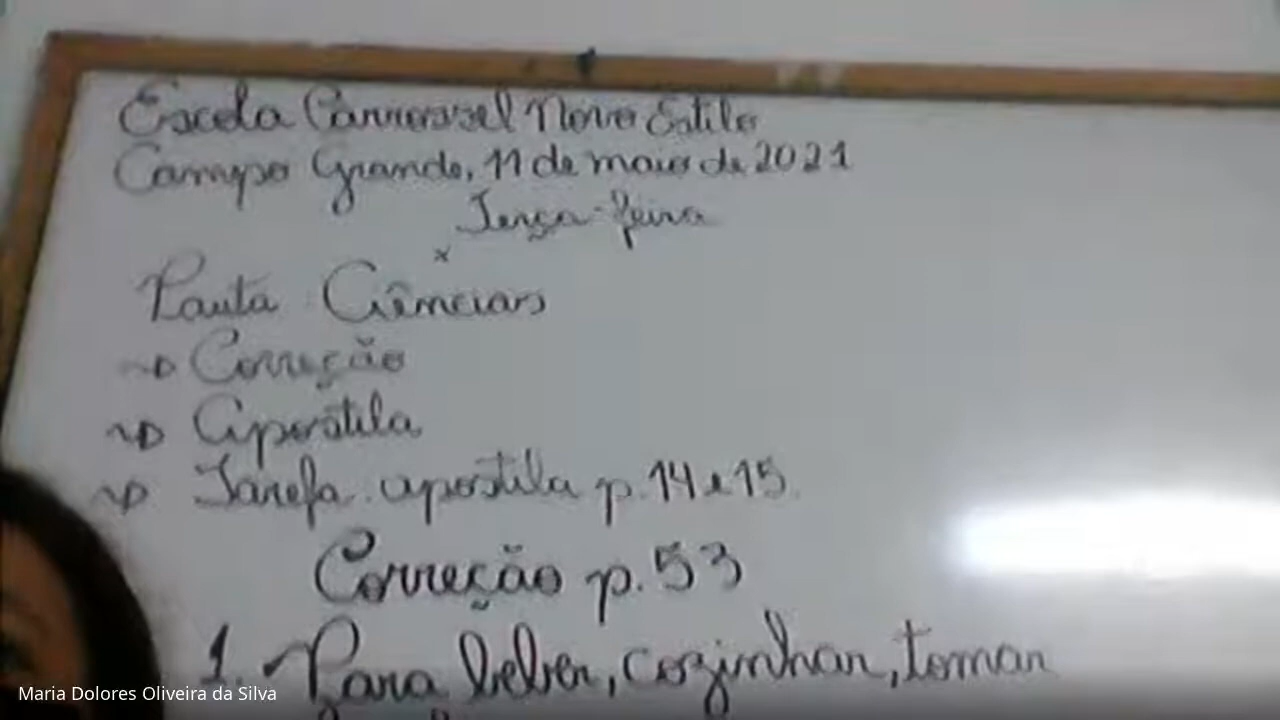 Escola Carrossel Novo Estilo
Campo Grande, 11 de maio de 2021
Terça-feira
x
Pauta Ciências
Correção
Apostila
Tarefa. apostila p. 14 e 15
Correção p. 53
1. Para beber, cozinhar, tomar
Maria Dolores Oliveira da Silva